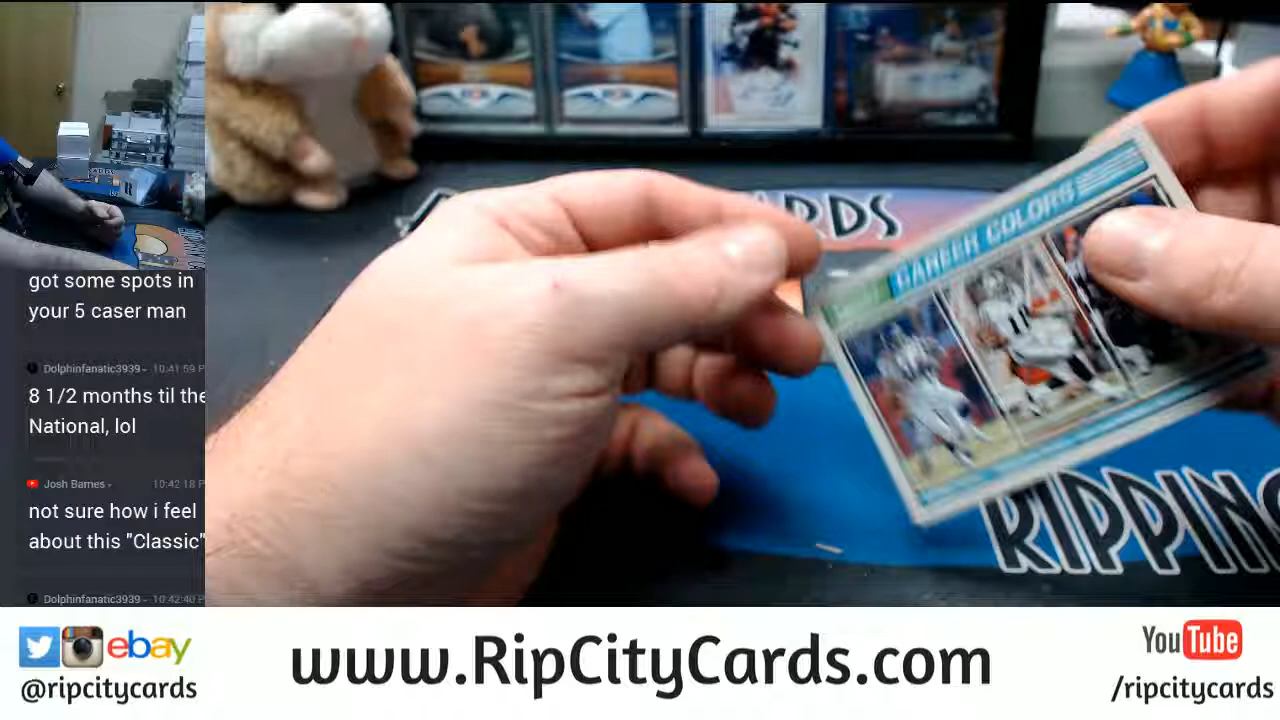 got some spots in
your 5 caser man
Dolphinfanatic3939 - 10:41:59 P
8 1/2 months til the
National, lol
Josh Barnes - 10:42:18 P
not sure how i feel
about this "Classic"
Dolphinfanatic3939 - 10:42:40 P
RDS
CAREER COLORS
RIPPING
ebay
@ripcitycards
www.RipCityCards.com
YouTube
/ripcitycards